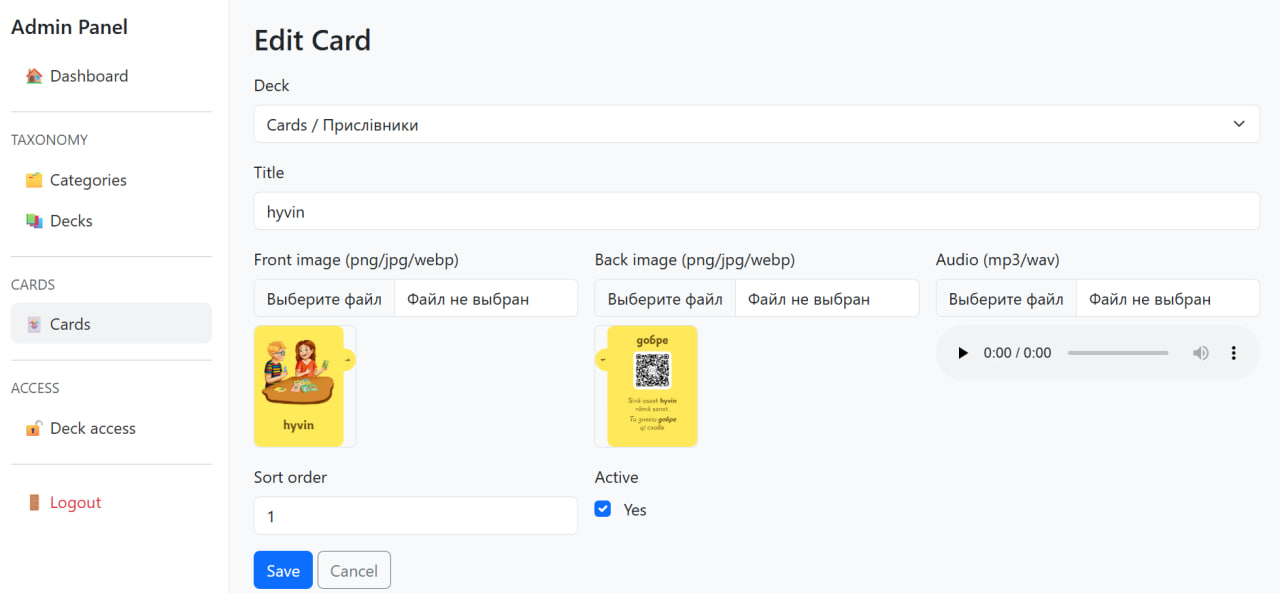 Admin Panel
Dashboard
TAXONOMY
Categories
Decks
CARDS
Cards
ACCESS
Deck access
Logout
Edit Card
Deck
Cards / Прислівники
Title
hyvin
Front image (png/jpg/webp)
Выберите файл Файл не выбран
hyvin
Back image (png/jpg/webp)
Выберите файл Файл не выбран
добре
Sinä osaat hyvin
nämä sanat.
Ти знаєш добре
ці слова.
Audio (mp3/wav)
Выберите файл Файл не выбран
0:00 / 0:00
Sort order
1
Active
Yes
Save
Cancel